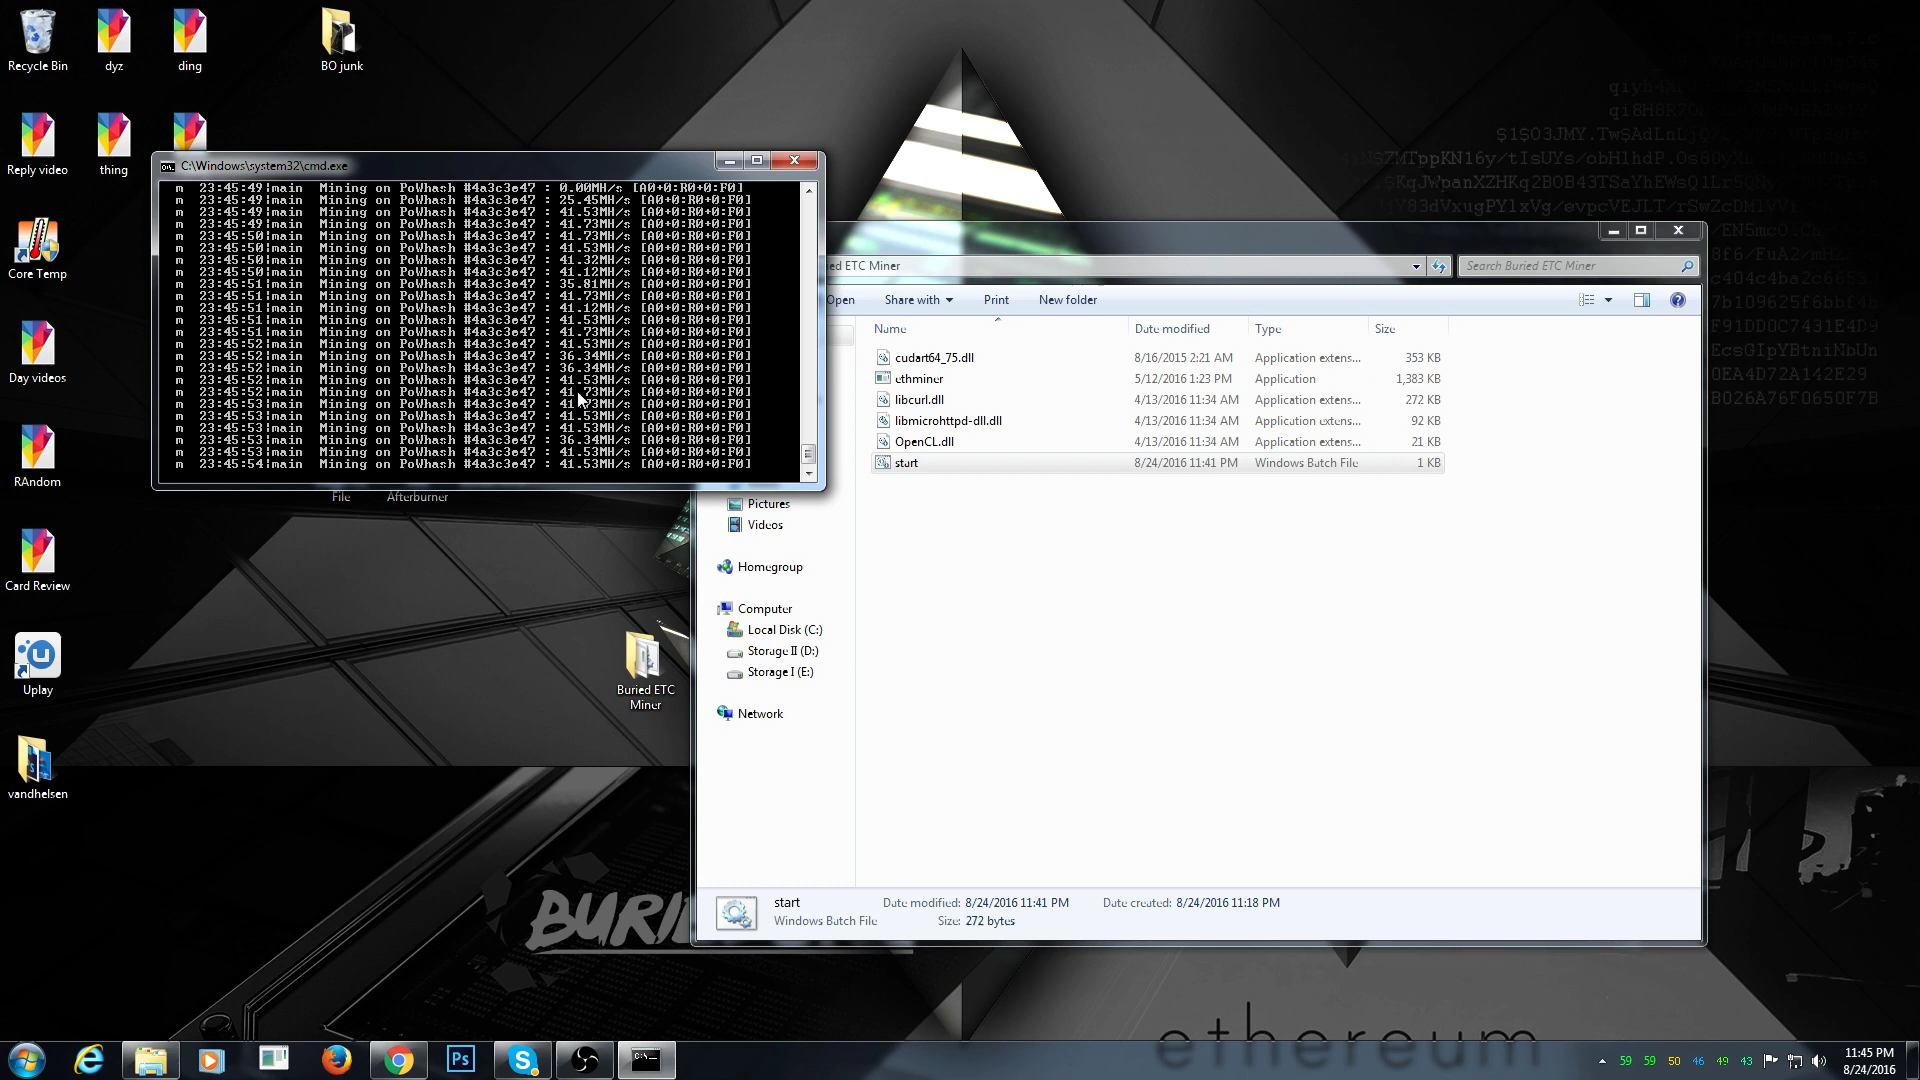 Recycle Bin
dyz
ding
BO junk
Reply video
thing
Core Temp
Day videos
RAndom
Card Review
Uplay
vandhelsen
C:\Windows\system32\cmd.exe
m 23:45:49|main Mining on PoWhash #4a3c3e47 : 0.00MH/s [A0+0:R0+0:F0]
m 23:45:49|main Mining on PoWhash #4a3c3e47 : 25.45MH/s [A0+0:R0+0:F0]
m 23:45:49|main Mining on PoWhash #4a3c3e47 : 41.53MH/s [A0+0:R0+0:F0]
m 23:45:49|main Mining on PoWhash #4a3c3e47 : 41.73MH/s [A0+0:R0+0:F0]
m 23:45:50|main Mining on PoWhash #4a3c3e47 : 41.73MH/s [A0+0:R0+0:F0]
m 23:45:50|main Mining on PoWhash #4a3c3e47 : 41.53MH/s [A0+0:R0+0:F0]
m 23:45:50|main Mining on PoWhash #4a3c3e47 : 41.32MH/s [A0+0:R0+0:F0]
m 23:45:50|main Mining on PoWhash #4a3c3e47 : 41.12MH/s [A0+0:R0+0:F0]
m 23:45:51|main Mining on PoWhash #4a3c3e47 : 35.81MH/s [A0+0:R0+0:F0]
m 23:45:51|main Mining on PoWhash #4a3c3e47 : 41.73MH/s [A0+0:R0+0:F0]
m 23:45:51|main Mining on PoWhash #4a3c3e47 : 41.12MH/s [A0+0:R0+0:F0]
m 23:45:51|main Mining on PoWhash #4a3c3e47 : 41.53MH/s [A0+0:R0+0:F0]
m 23:45:51|main Mining on PoWhash #4a3c3e47 : 41.73MH/s [A0+0:R0+0:F0]
m 23:45:52|main Mining on PoWhash #4a3c3e47 : 41.53MH/s [A0+0:R0+0:F0]
m 23:45:52|main Mining on PoWhash #4a3c3e47 : 36.34MH/s [A0+0:R0+0:F0]
m 23:45:52|main Mining on PoWhash #4a3c3e47 : 36.34MH/s [A0+0:R0+0:F0]
m 23:45:52|main Mining on PoWhash #4a3c3e47 : 41.53MH/s [A0+0:R0+0:F0]
m 23:45:52|main Mining on PoWhash #4a3c3e47 : 41.73MH/s [A0+0:R0+0:F0]
m 23:45:53|main Mining on PoWhash #4a3c3e47 : 41.73MH/s [A0+0:R0+0:F0]
m 23:45:53|main Mining on PoWhash #4a3c3e47 : 41.53MH/s [A0+0:R0+0:F0]
m 23:45:53|main Mining on PoWhash #4a3c3e47 : 41.53MH/s [A0+0:R0+0:F0]
m 23:45:53|main Mining on PoWhash #4a3c3e47 : 36.34MH/s [A0+0:R0+0:F0]
m 23:45:53|main Mining on PoWhash #4a3c3e47 : 41.53MH/s [A0+0:R0+0:F0]
m 23:45:54|main Mining on PoWhash #4a3c3e47 : 41.53MH/s [A0+0:R0+0:F0]
File
Afterburner
Buried ETC
Miner
ETC Miner
Search Buried ETC Miner
Open Share with Print New folder
Name Date modified Type Size
cudart64_75.dll 8/16/2015 2:21 AM Application extens... 353 KB
ethminer 5/12/2016 1:23 PM Application 1,383 KB
libcurl.dll 4/13/2016 11:34 AM Application extens... 272 KB
libmicrohttpd-dll.dll 4/13/2016 11:34 AM Application extens... 92 KB
OpenCL.dll 4/13/2016 11:34 AM Application extens... 21 KB
start 8/24/2016 11:41 PM Windows Batch File 1 KB
Pictures
Videos
Homegroup
Computer
Local Disk (C:)
Storage II (D:)
Storage I (E:)
Network
start Date modified: 8/24/2016 11:41 PM Date created: 8/24/2016 11:18 PM
Windows Batch File Size: 272 bytes
ethereum
Ps
59 59 50 46 49 43
11:45 PM
8/24/2016